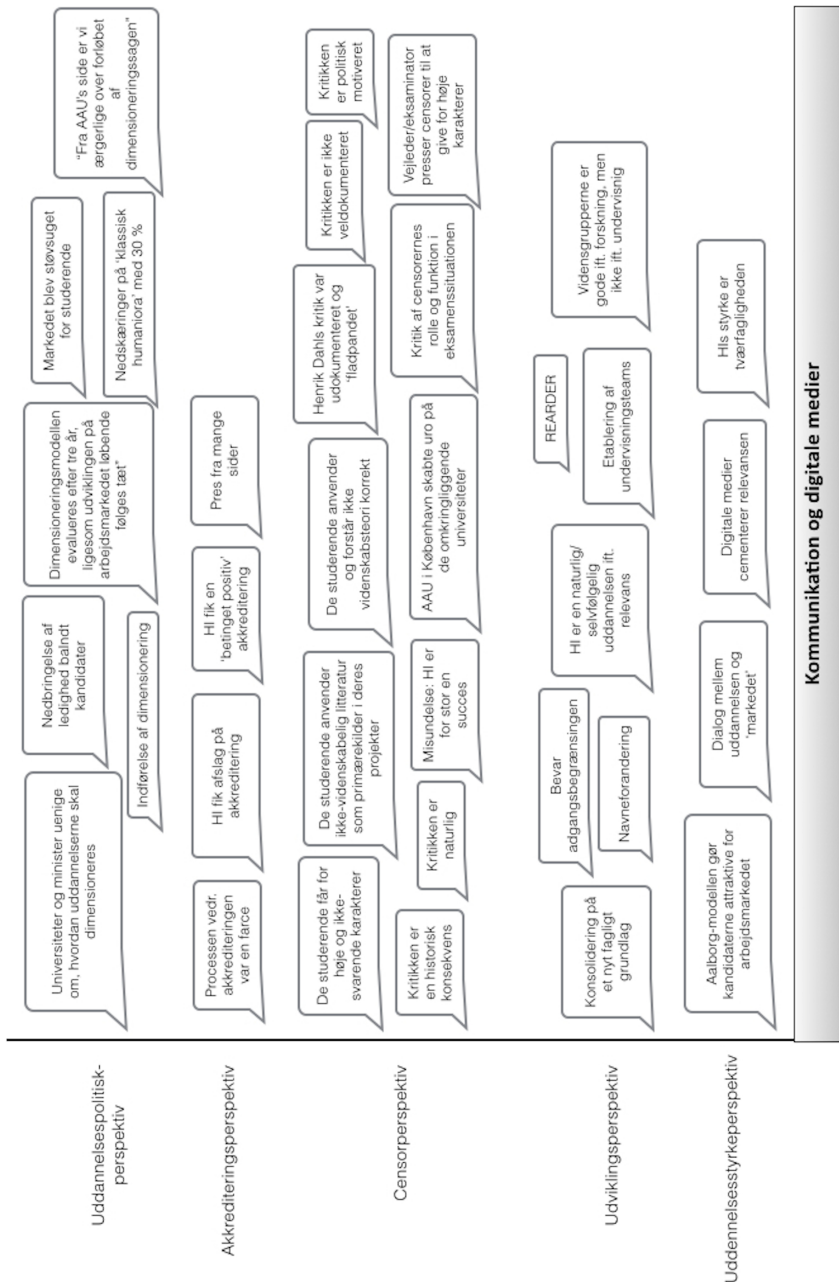 Uddannelsespolitisk-
perspektiv
Universiteter og minister uenige
om, hvordan uddannelserne skal
dimensioneres
Nedbringelse af
ledighed balndt
kandidater
Indførelse af dimensionering
Dimensioneringsmodellen
evalueres efter tre år,
ligesom udviklingen på
arbejdsmarkedet løbende
følges tæt”
Markedet blev støvsuget
for studerende
Nedskæringer på ‘klassisk
humaniora’ med 30 %
“Fra AAU’s side er vi
ærgerlige over forløbet
af
dimensioneringssagen”
Akkrediteringsperspektiv
Processen vedr.
akkrediteringen
var en farce
HI fik afslag på
akkreditering
HI fik en
‘betinget positiv’
akkreditering
Pres fra mange
sider
Censorperspektiv
De studerende får for
høje og ikke-
svarende karakterer
Kritikken er
en historisk
konsekvens
De studerende anvender
ikke-videnskabelig litteratur
som primærekilder i deres
projekter
Kritikken er
naturlig
Misundelse: HI er
for stor en
succes
De studerende anvender
og forstår ikke
videnskabsteori korrekt
AAU i København skabte uro på
de omkringliggende
universiteter
Henrik Dahls kritik var
udokumenteret og
‘fladpandet’
Kritik af censorernes
rolle og funktion i
eksamenssituationen
Kritikken er ikke
veldokumenteret
Kritikken
er politisk
motiveret
Vejleder/eksaminator
presser censorer til at
give for høje
karakterer
Udviklingsperspektiv
Konsolidering på
et nyt fagligt
grundlag
Bevar
adgangsbegrænsingen
Navneforandering
HI er en naturlig/
selvfølgelig
uddannelsen ift.
relevans
REARDER
Etablering af
undervisningsteams
Vidensgrupperne er
gode ift. forskning, men
ikke ift. undervisnig
Uddennelsesstyrkeperspektiv
Aalborg-modellen gør
kandidaterne attraktive for
arbejdsmarkedet
Dialog mellem
uddannelsen og
‘markedet’
Digitale medier
cementerer relevansen
HIs styrke er
tværfagligheden
Kommunikation og digitale medier